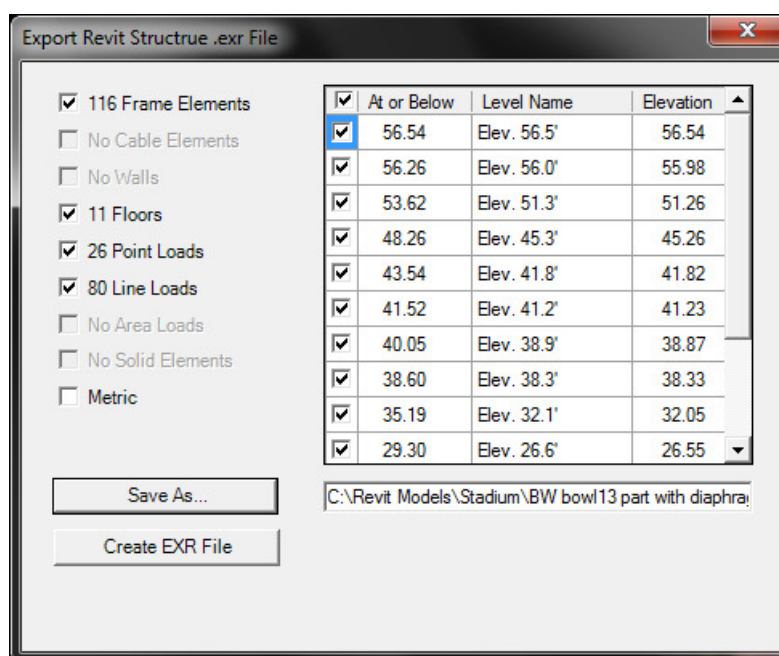 Export Revit Structrue .exr File
116 Frame Elements
No Cable Elements
No Walls
11 Floors
26 Point Loads
80 Line Loads
No Area Loads
No Solid Elements
Metric
Save As...
Create EXR File
At or Below Level Name Elevation
56.54 Elev. 56.5' 56.54
56.26 Elev. 56.0' 55.98
53.62 Elev. 51.3' 51.26
48.26 Elev. 45.3' 45.26
43.54 Elev. 41.8' 41.82
41.52 Elev. 41.2' 41.23
40.05 Elev. 38.9' 38.87
38.60 Elev. 38.3' 38.33
35.19 Elev. 32.1' 32.05
29.30 Elev. 26.6' 26.55
C:\Revit Models\Stadium\BW bowl13 part with diaphrag